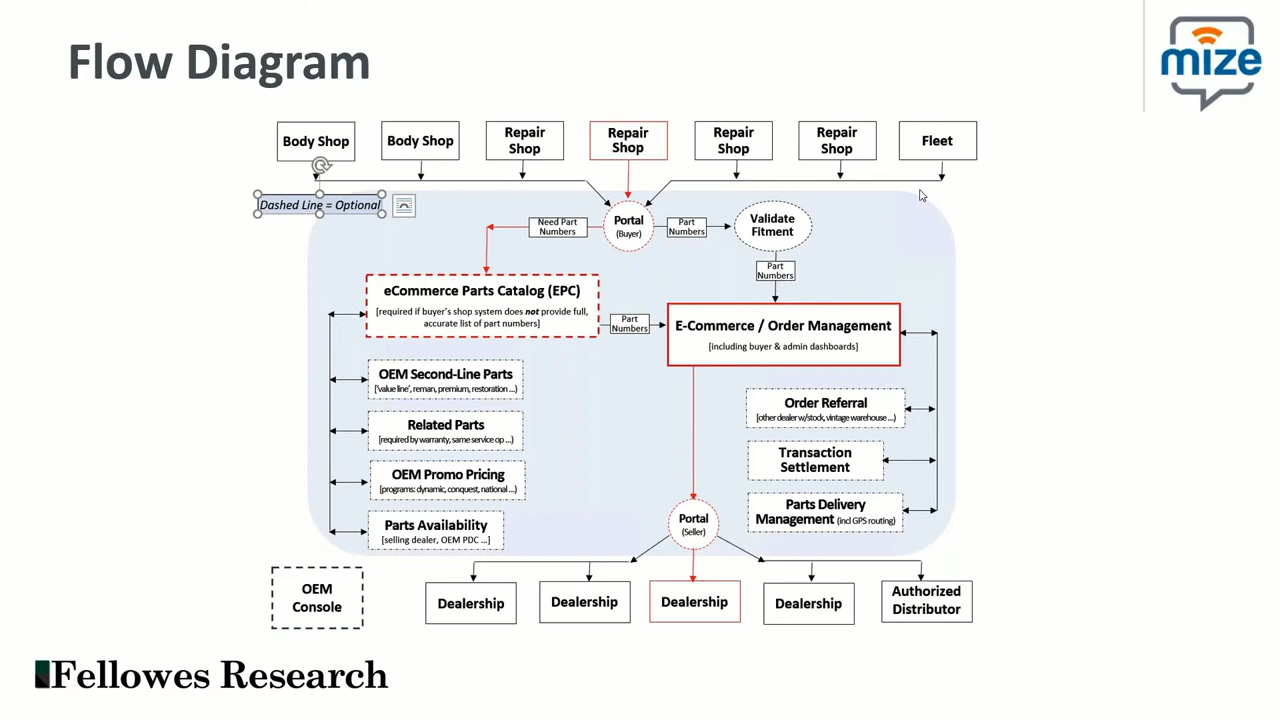 Flow Diagram
mize
Body Shop
Body Shop
Repair
Shop
Repair
Shop
Repair
Shop
Repair
Shop
Fleet
Dashed Line = Optional
Need Part
Numbers
Portal
(Buyer)
Part
Numbers
Validate
Fitment
Part
Numbers
eCommerce Parts Catalog (EPC)
[required if buyer's shop system does not provide full,
accurate list of part numbers]
Part
Numbers
E-Commerce / Order Management
[including buyer & admin dashboards]
OEM Second-Line Parts
['value line', reman, premium, restoration ...)
Order Referral
[other dealer w/stock, vintage warehouse ...)
Related Parts
(required by warranty, same service op ...]
Transaction
Settlement
OEM Promo Pricing
(programs: dynamic, conquest, national ...)
Parts Delivery
Management (incl GPS routing)
Parts Availability
[selling dealer, OEM PDC ...]
Portal
(Seller)
OEM
Console
Dealership
Dealership
Dealership
Dealership
Authorized
Distributor
Fellowes Research